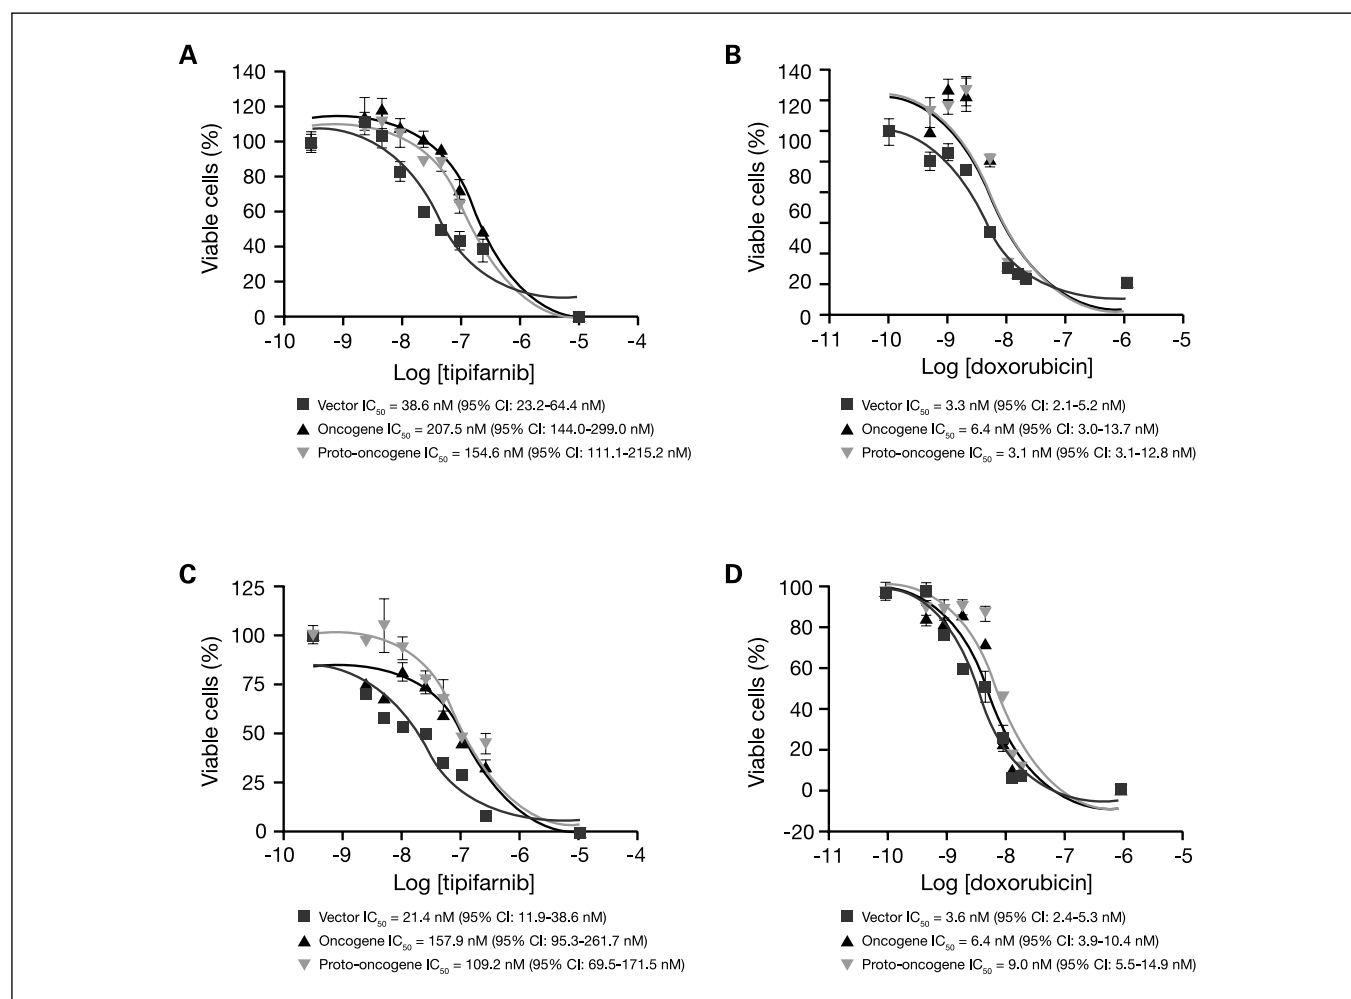 A
Viable cells (%)
140
120
100
80
60
40
20
0
-10 -9 -8 -7 -6 -5 -4
Log [tipifarnib]
Vector IC50 = 38.6 nM (95% CI: 23.2-64.4 nM)
Oncogene IC50 = 207.5 nM (95% CI: 144.0-299.0 nM)
Proto-oncogene IC50 = 154.6 nM (95% CI: 111.1-215.2 nM)
B
Viable cells (%)
140
120
100
80
60
40
20
0
-11 -10 -9 -8 -7 -6 -5
Log [doxorubicin]
Vector IC50 = 3.3 nM (95% CI: 2.1-5.2 nM)
Oncogene IC50 = 6.4 nM (95% CI: 3.0-13.7 nM)
Proto-oncogene IC50 = 3.1 nM (95% CI: 3.1-12.8 nM)
C
Viable cells (%)
125
100
75
50
25
0
-10 -9 -8 -7 -6 -5 -4
Log [tipifarnib]
Vector IC50 = 21.4 nM (95% CI: 11.9-38.6 nM)
Oncogene IC50 = 157.9 nM (95% CI: 95.3-261.7 nM)
Proto-oncogene IC50 = 109.2 nM (95% CI: 69.5-171.5 nM)
D
Viable cells (%)
100
80
60
40
20
0
-20
-11 -10 -9 -8 -7 -6 -5
Log [doxorubicin]
Vector IC50 = 3.6 nM (95% CI: 2.4-5.3 nM)
Oncogene IC50 = 6.4 nM (95% CI: 3.9-10.4 nM)
Proto-oncogene IC50 = 9.0 nM (95% CI: 5.5-14.9 nM)